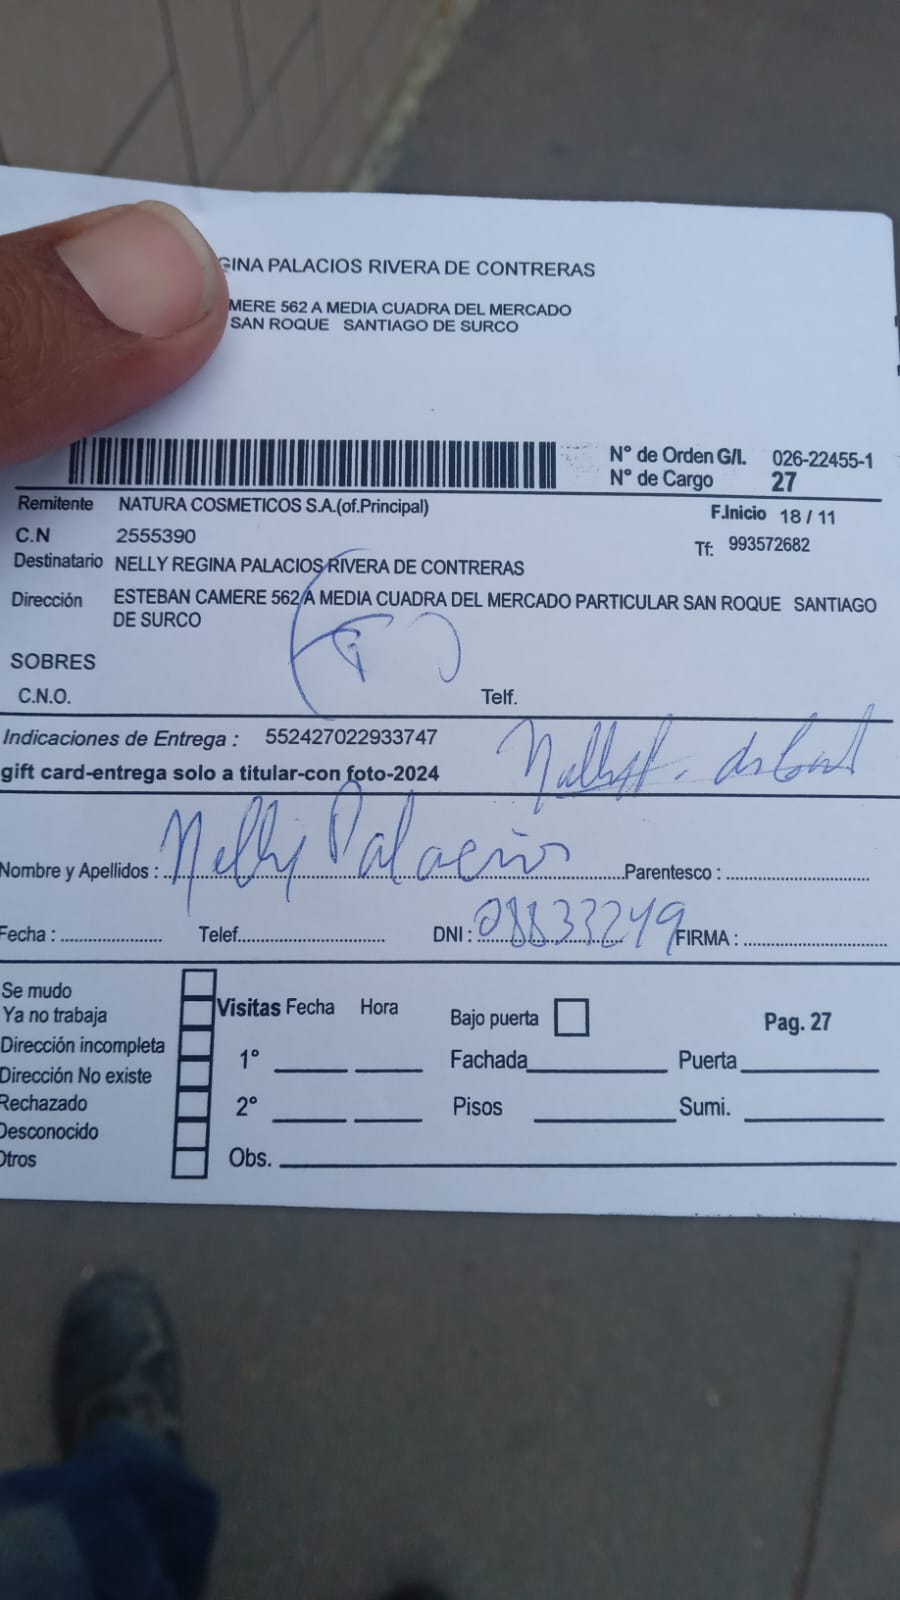 GINA PALACIOS RIVERA DE CONTRERAS
MERE 562 A MEDIA CUADRA DEL MERCADO
SAN ROQUE SANTIAGO DE SURCO
N° de Orden G/I. 026-22455-1
N° de Cargo 27
Remitente NATURA COSMETICOS S.A.(of.Principal)
F.Inicio 18 / 11
C.N 2555390
Tf: 993572682
Destinatario NELLY REGINA PALACIOS RIVERA DE CONTRERAS
Dirección ESTEBAN CAMERE 562 A MEDIA CUADRA DEL MERCADO PARTICULAR SAN ROQUE SANTIAGO
DE SURCO
SOBRES
C.N.O. Telf.
Indicaciones de Entrega : 552427022933747
gift card-entrega solo a titular-con foto-2024
Nombre y Apellidos : Nelly Palacios Parentesco :
Fecha : Telef. DNI : 08833249 FIRMA :
Se mudo
Ya no trabaja
Dirección incompleta
Dirección No existe
Rechazado
Desconocido
Otros
Visitas Fecha Hora
1°
2°
Obs.
Bajo puerta
Pag. 27
Fachada Puerta
Pisos Sumi.